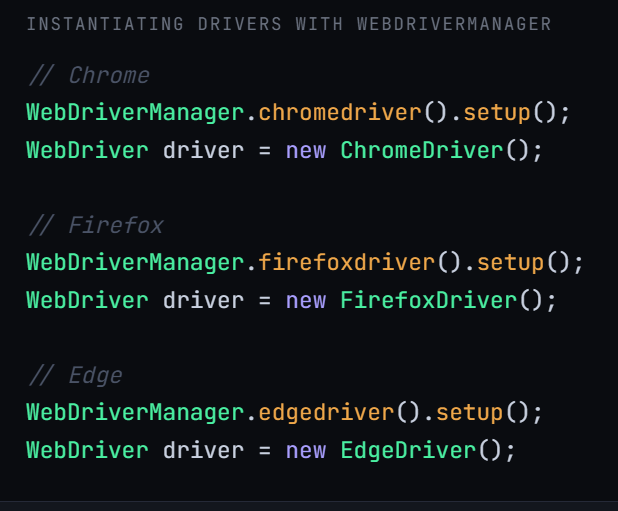 INSTANTIATING DRIVERS WITH WEBDRIVERMANAGER
// Chrome
WebDriverManager.chromedriver().setup();
WebDriver driver = new ChromeDriver();
// Firefox
WebDriverManager.firefoxdriver().setup();
WebDriver driver = new FirefoxDriver();
// Edge
WebDriverManager.edgedriver().setup();
WebDriver driver = new EdgeDriver();